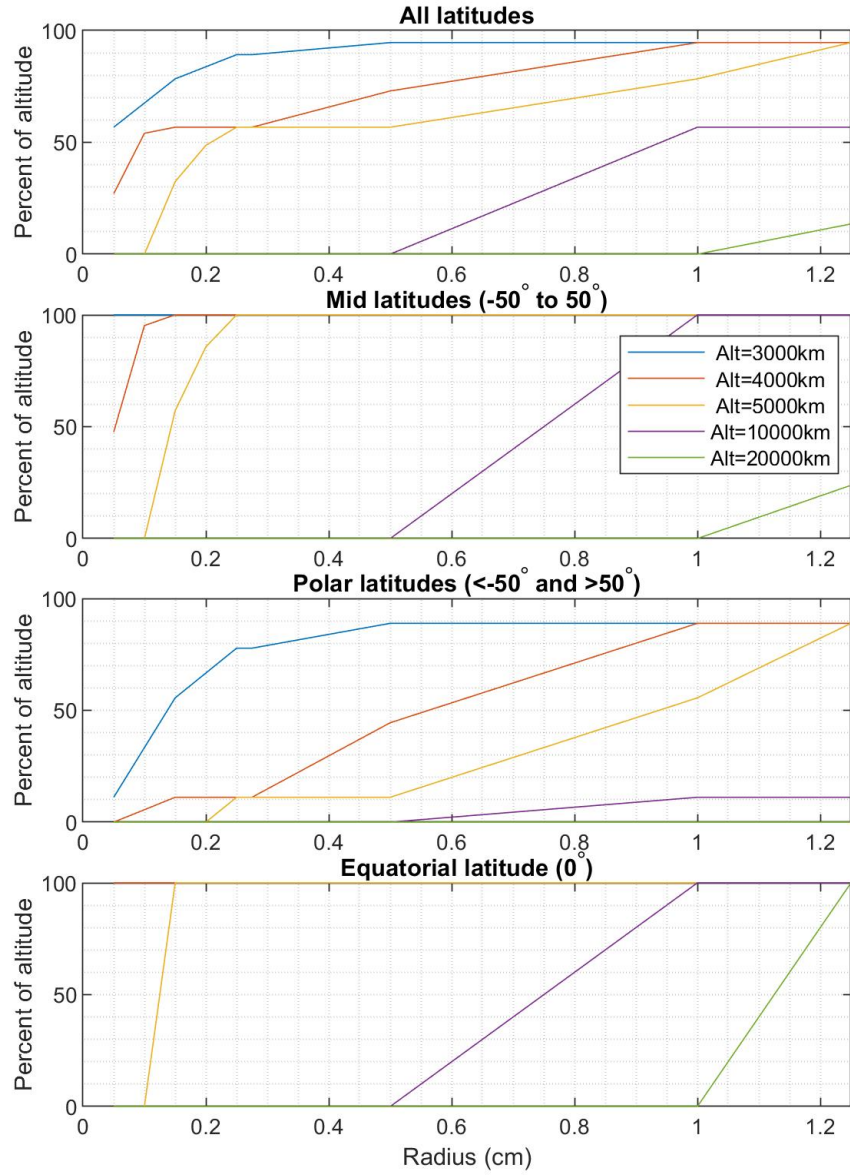 All latitudes
100
50
0
Percent of altitude
0 0.2 0.4 0.6 0.8 1 1.2
Mid latitudes (-50° to 50°)
100
50
0
Percent of altitude
Alt=3000km
Alt=4000km
Alt=5000km
Alt=10000km
Alt=20000km
0 0.2 0.4 0.6 0.8 1 1.2
Polar latitudes (<-50° and >50°)
100
50
0
Percent of altitude
0 0.2 0.4 0.6 0.8 1 1.2
Equatorial latitude (0°)
100
50
0
Percent of altitude
0 0.2 0.4 0.6 0.8 1 1.2
Radius (cm)